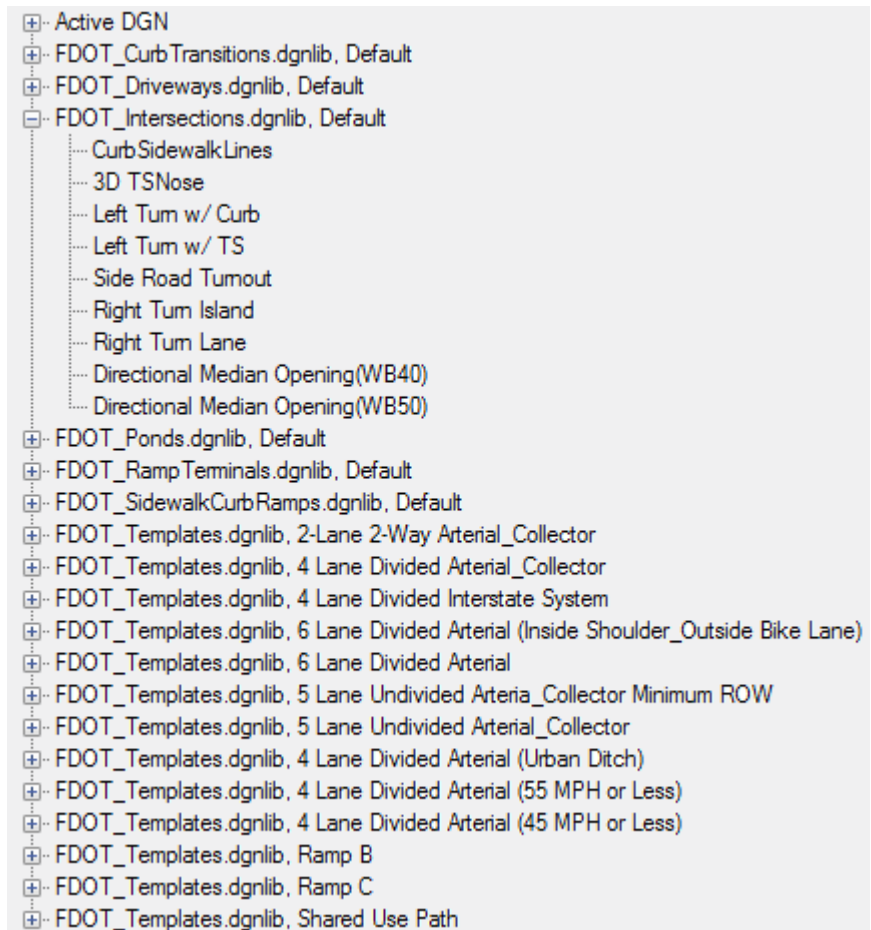 Active DGN
FDOT_CurbTransitions.dgnlib, Default
FDOT_Driveways.dgnlib, Default
FDOT_Intersections.dgnlib, Default
CurbSidewalkLines
3D TSNose
Left Turn w/ Curb
Left Turn w/ TS
Side Road Turnout
Right Turn Island
Right Turn Lane
Directional Median Opening(WB40)
Directional Median Opening(WB50)
FDOT_Ponds.dgnlib, Default
FDOT_RampTerminals.dgnlib, Default
FDOT_SidewalkCurbRamps.dgnlib, Default
FDOT_Templates.dgnlib, 2-Lane 2-Way Arterial_Collector
FDOT_Templates.dgnlib, 4 Lane Divided Arterial_Collector
FDOT_Templates.dgnlib, 4 Lane Divided Interstate System
FDOT_Templates.dgnlib, 6 Lane Divided Arterial (Inside Shoulder_Outside Bike Lane)
FDOT_Templates.dgnlib, 6 Lane Divided Arterial
FDOT_Templates.dgnlib, 5 Lane Undivided Arteria_Collector Minimum ROW
FDOT_Templates.dgnlib, 5 Lane Undivided Arterial_Collector
FDOT_Templates.dgnlib, 4 Lane Divided Arterial (Urban Ditch)
FDOT_Templates.dgnlib, 4 Lane Divided Arterial (55 MPH or Less)
FDOT_Templates.dgnlib, 4 Lane Divided Arterial (45 MPH or Less)
FDOT_Templates.dgnlib, Ramp B
FDOT_Templates.dgnlib, Ramp C
FDOT_Templates.dgnlib, Shared Use Path